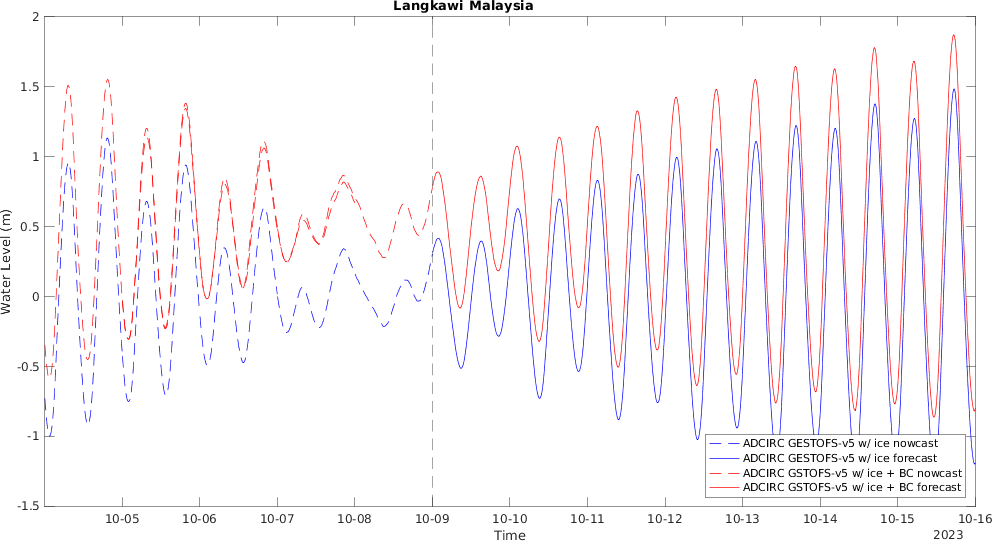 Langkawi Malaysia
2
1.5
1
0.5
0
-0.5
-1
-1.5
Water Level (m)
ADCIRC GESTOFS-v5 w/ ice nowcast
ADCIRC GESTOFS-v5 w/ ice forecast
ADCIRC GSTOFS-v5 w/ ice + BC nowcast
ADCIRC GSTOFS-v5 w/ ice + BC forecast
10-05 10-06 10-07 10-08 10-09 10-10 10-11 10-12 10-13 10-14 10-15 10-16
Time
2023